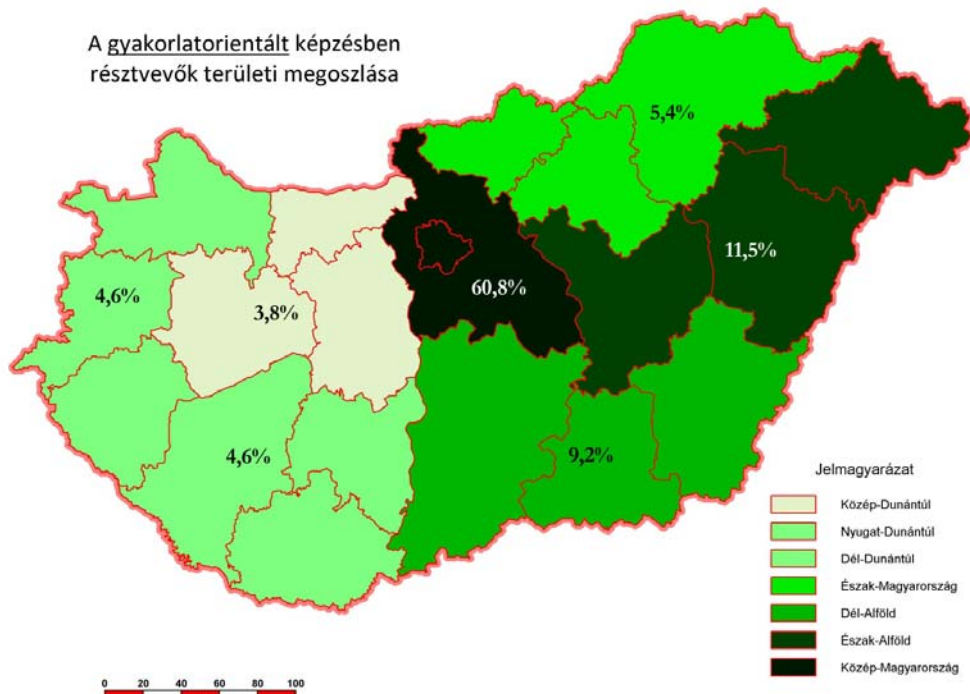 A gyakorlatorientált képzésben
résztvevők területi megoszlása
5,4%
11,5%
4,6%
3,8%
60,8%
4,6%
9,2%
Jelmagyarázat
Közép-Dunántúl
Nyugat-Dunántúl
Dél-Dunántúl
Észak-Magyarország
Dél-Alföld
Észak-Alföld
Közép-Magyarország
0 20 40 60 80 100